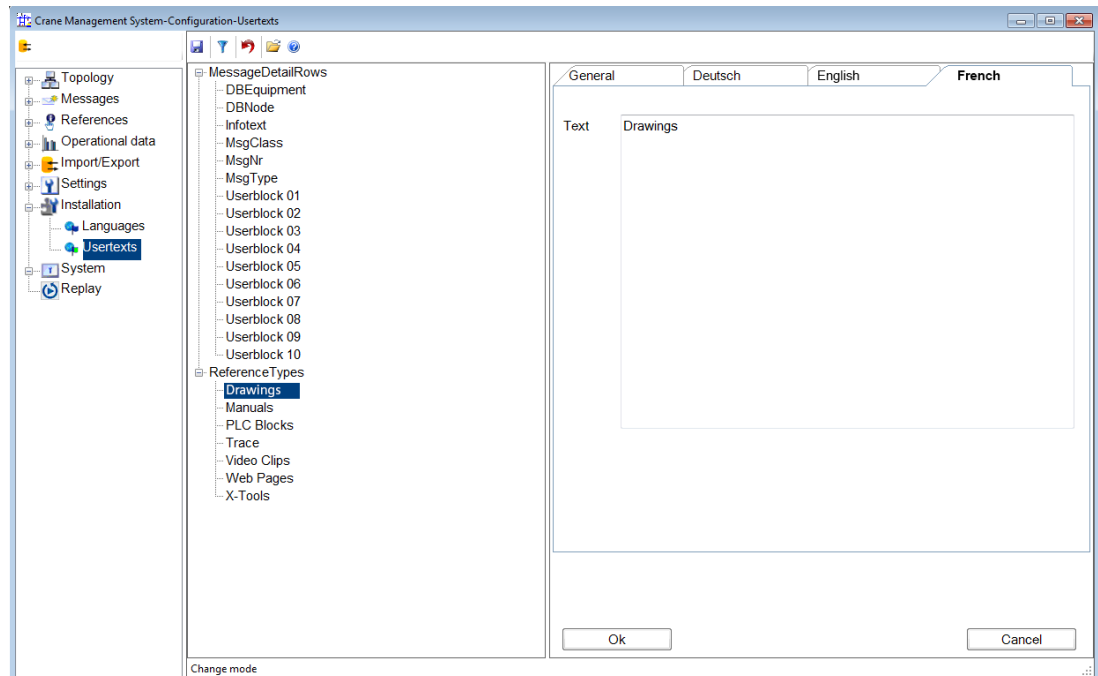 Crane Management System-Configuration-Usertexts
Topology
Messages
References
Operational data
Import/Export
Settings
Installation
Languages
Usertexts
System
Replay
MessageDetailRows
DBEquipment
DBNode
Infotext
MsgClass
MsgNr
MsgType
Userblock 01
Userblock 02
Userblock 03
Userblock 04
Userblock 05
Userblock 06
Userblock 07
Userblock 08
Userblock 09
Userblock 10
ReferenceTypes
Drawings
Manuals
PLC Blocks
Trace
Video Clips
Web Pages
X-Tools
General Deutsch English French
Text Drawings
Ok Cancel
Change mode